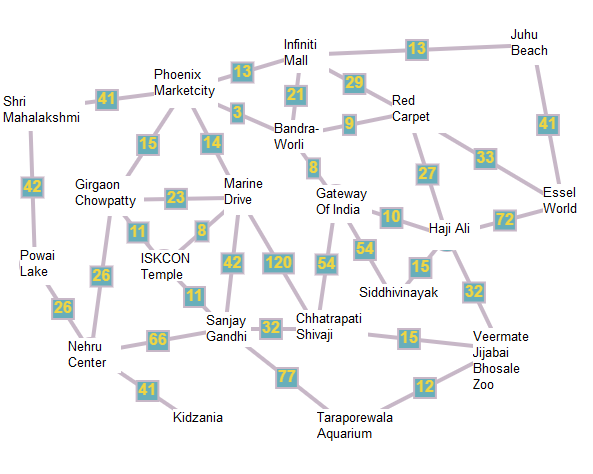 Juhu
Beach
Infiniti
Mall
13
13
Phoenix
Marketcity
29
Shri
Mahalakshmi
41
21
Red
Carpet
41
3
9
Bandra-
Worli
15
14
33
8
27
42
Girgaon
Chowpatty
23
Marine
Drive
Gateway
Of India
Essel
World
10
72
11
8
Haji Ali
54
Powai
Lake
26
ISKCON
Temple
42
120
54
15
Siddhivinayak
11
32
26
Sanjay
Gandhi
32
Chhatrapati
Shivaji
66
15
Nehru
Center
Veermate
Jijabai
Bhosale
Zoo
77
12
41
Kidzania
Taraporewala
Aquarium